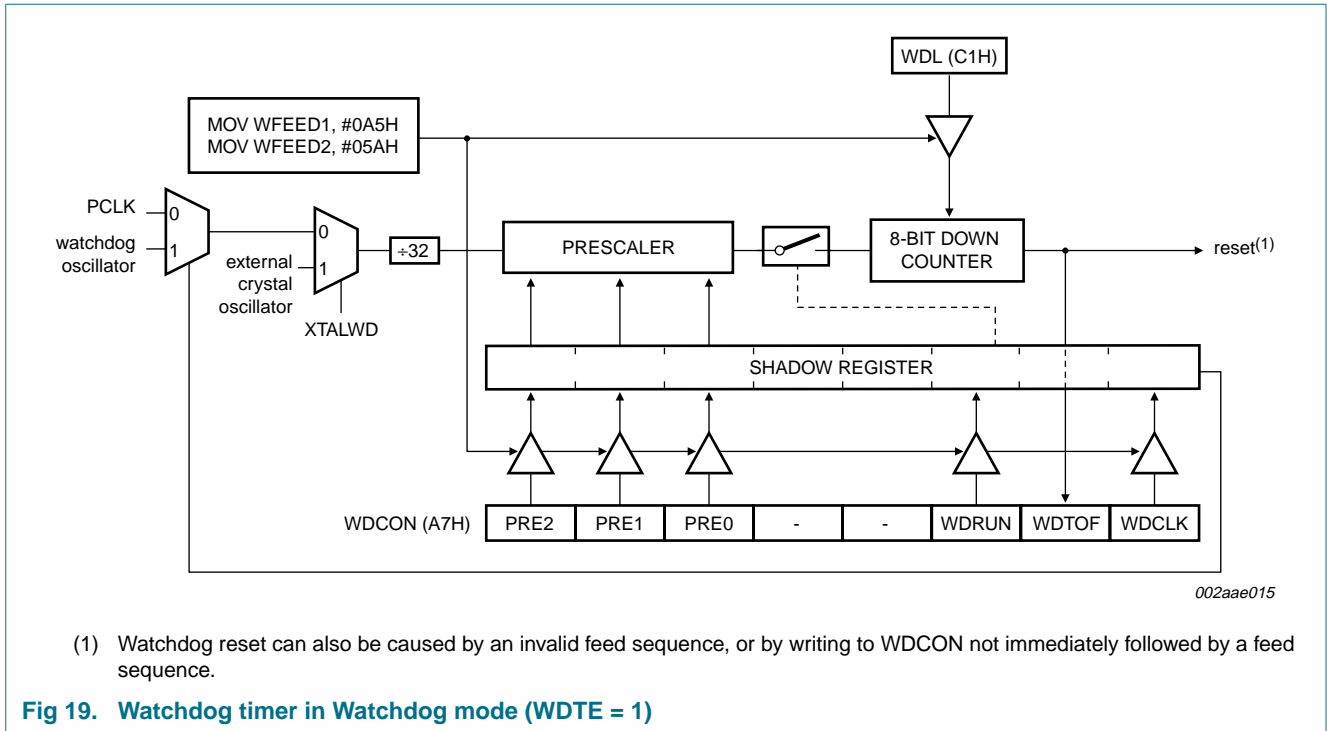 WDL (C1H)
MOV WFEED1, #0A5H
MOV WFEED2, #05AH
PCLK
0
watchdog
oscillator
1
0
external
crystal
oscillator
1
XTALWD
÷32
PRESCALER
8-BIT DOWN
COUNTER
reset(1)
SHADOW REGISTER
WDCON (A7H)
PRE2
PRE1
PRE0
-
-
WDRUN
WDTOF
WDCLK
002aae015
(1) Watchdog reset can also be caused by an invalid feed sequence, or by writing to WDCON not immediately followed by a feed
sequence.
Fig 19. Watchdog timer in Watchdog mode (WDTE = 1)